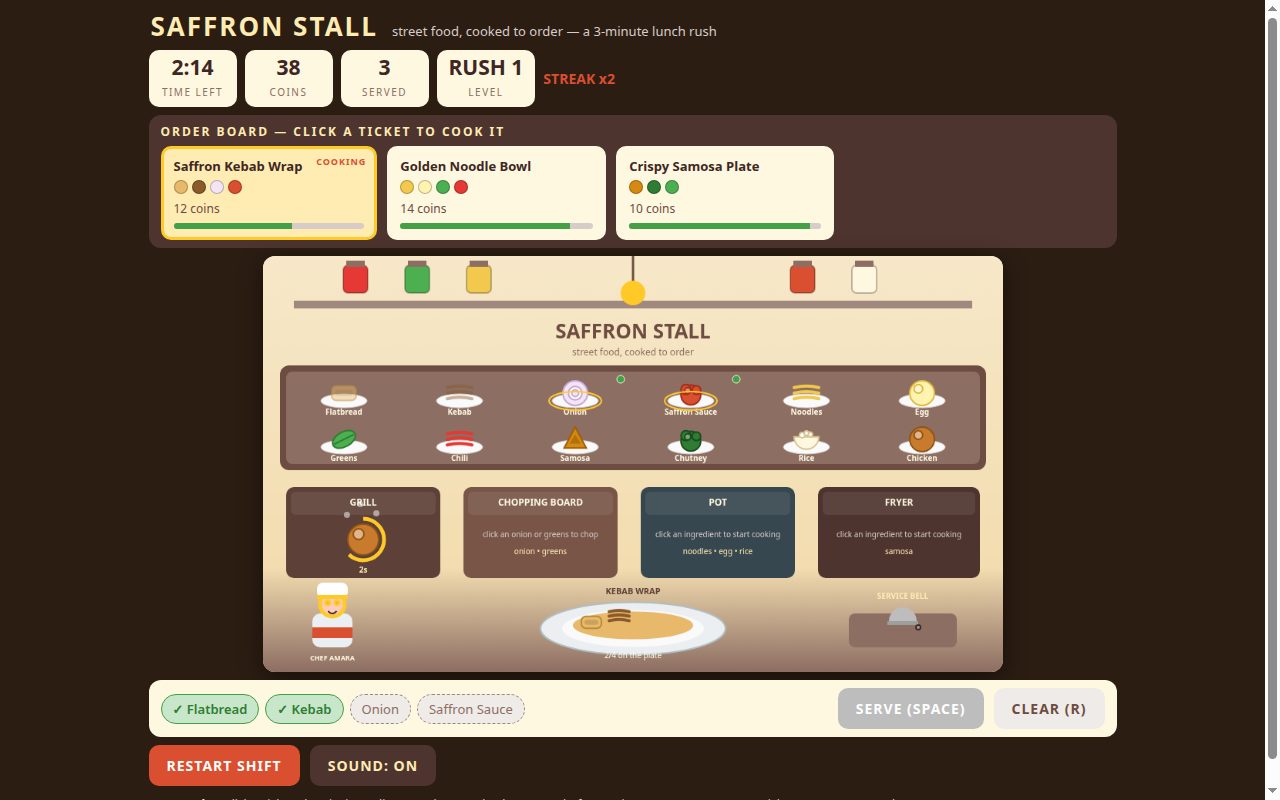 SAFFRON STALL street food, cooked to order — a 3-minute lunch rush
2:14 38 3 RUSH 1 STREAK x2
TIME LEFT COINS SERVED LEVEL
ORDER BOARD — CLICK A TICKET TO COOK IT
Saffron Kebab Wrap COOKING Golden Noodle Bowl Crispy Samosa Plate
12 coins 14 coins 10 coins
SAFFRON STALL
street food, cooked to order
Flatbread Kebab Onion Saffron Sauce Noodles Egg
Greens Chili Samosa Chutney Rice Chicken
GRILL CHOPPING BOARD POT FRYER
click an onion or greens to chop click an ingredient to start cooking click an ingredient to start cooking
onion • greens noodles • egg • rice samosa
2s
KEBAB WRAP SERVICE BELL
CHEF AMARA 2/4 on the plate
✓ Flatbread ✓ Kebab Onion Saffron Sauce SERVE (SPACE) CLEAR (R)
RESTART SHIFT SOUND: ON